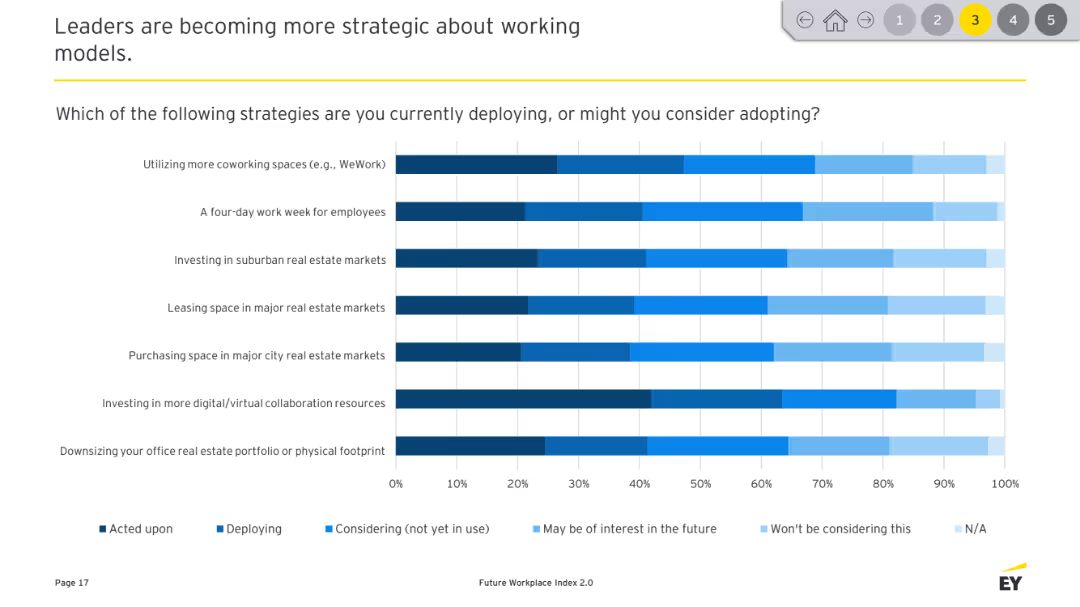 Leaders are becoming more strategic about working
models.
1 2 3 4 5
Which of the following strategies are you currently deploying, or might you consider adopting?
Utilizing more coworking spaces (e.g., WeWork)
A four-day work week for employees
Investing in suburban real estate markets
Leasing space in major real estate markets
Purchasing space in major city real estate markets
Investing in more digital/virtual collaboration resources
Downsizing your office real estate portfolio or physical footprint
0% 10% 20% 30% 40% 50% 60% 70% 80% 90% 100%
Acted upon Deploying Considering (not yet in use) May be of interest in the future Won't be considering this N/A
Page 17 Future Workplace Index 2.0 EY